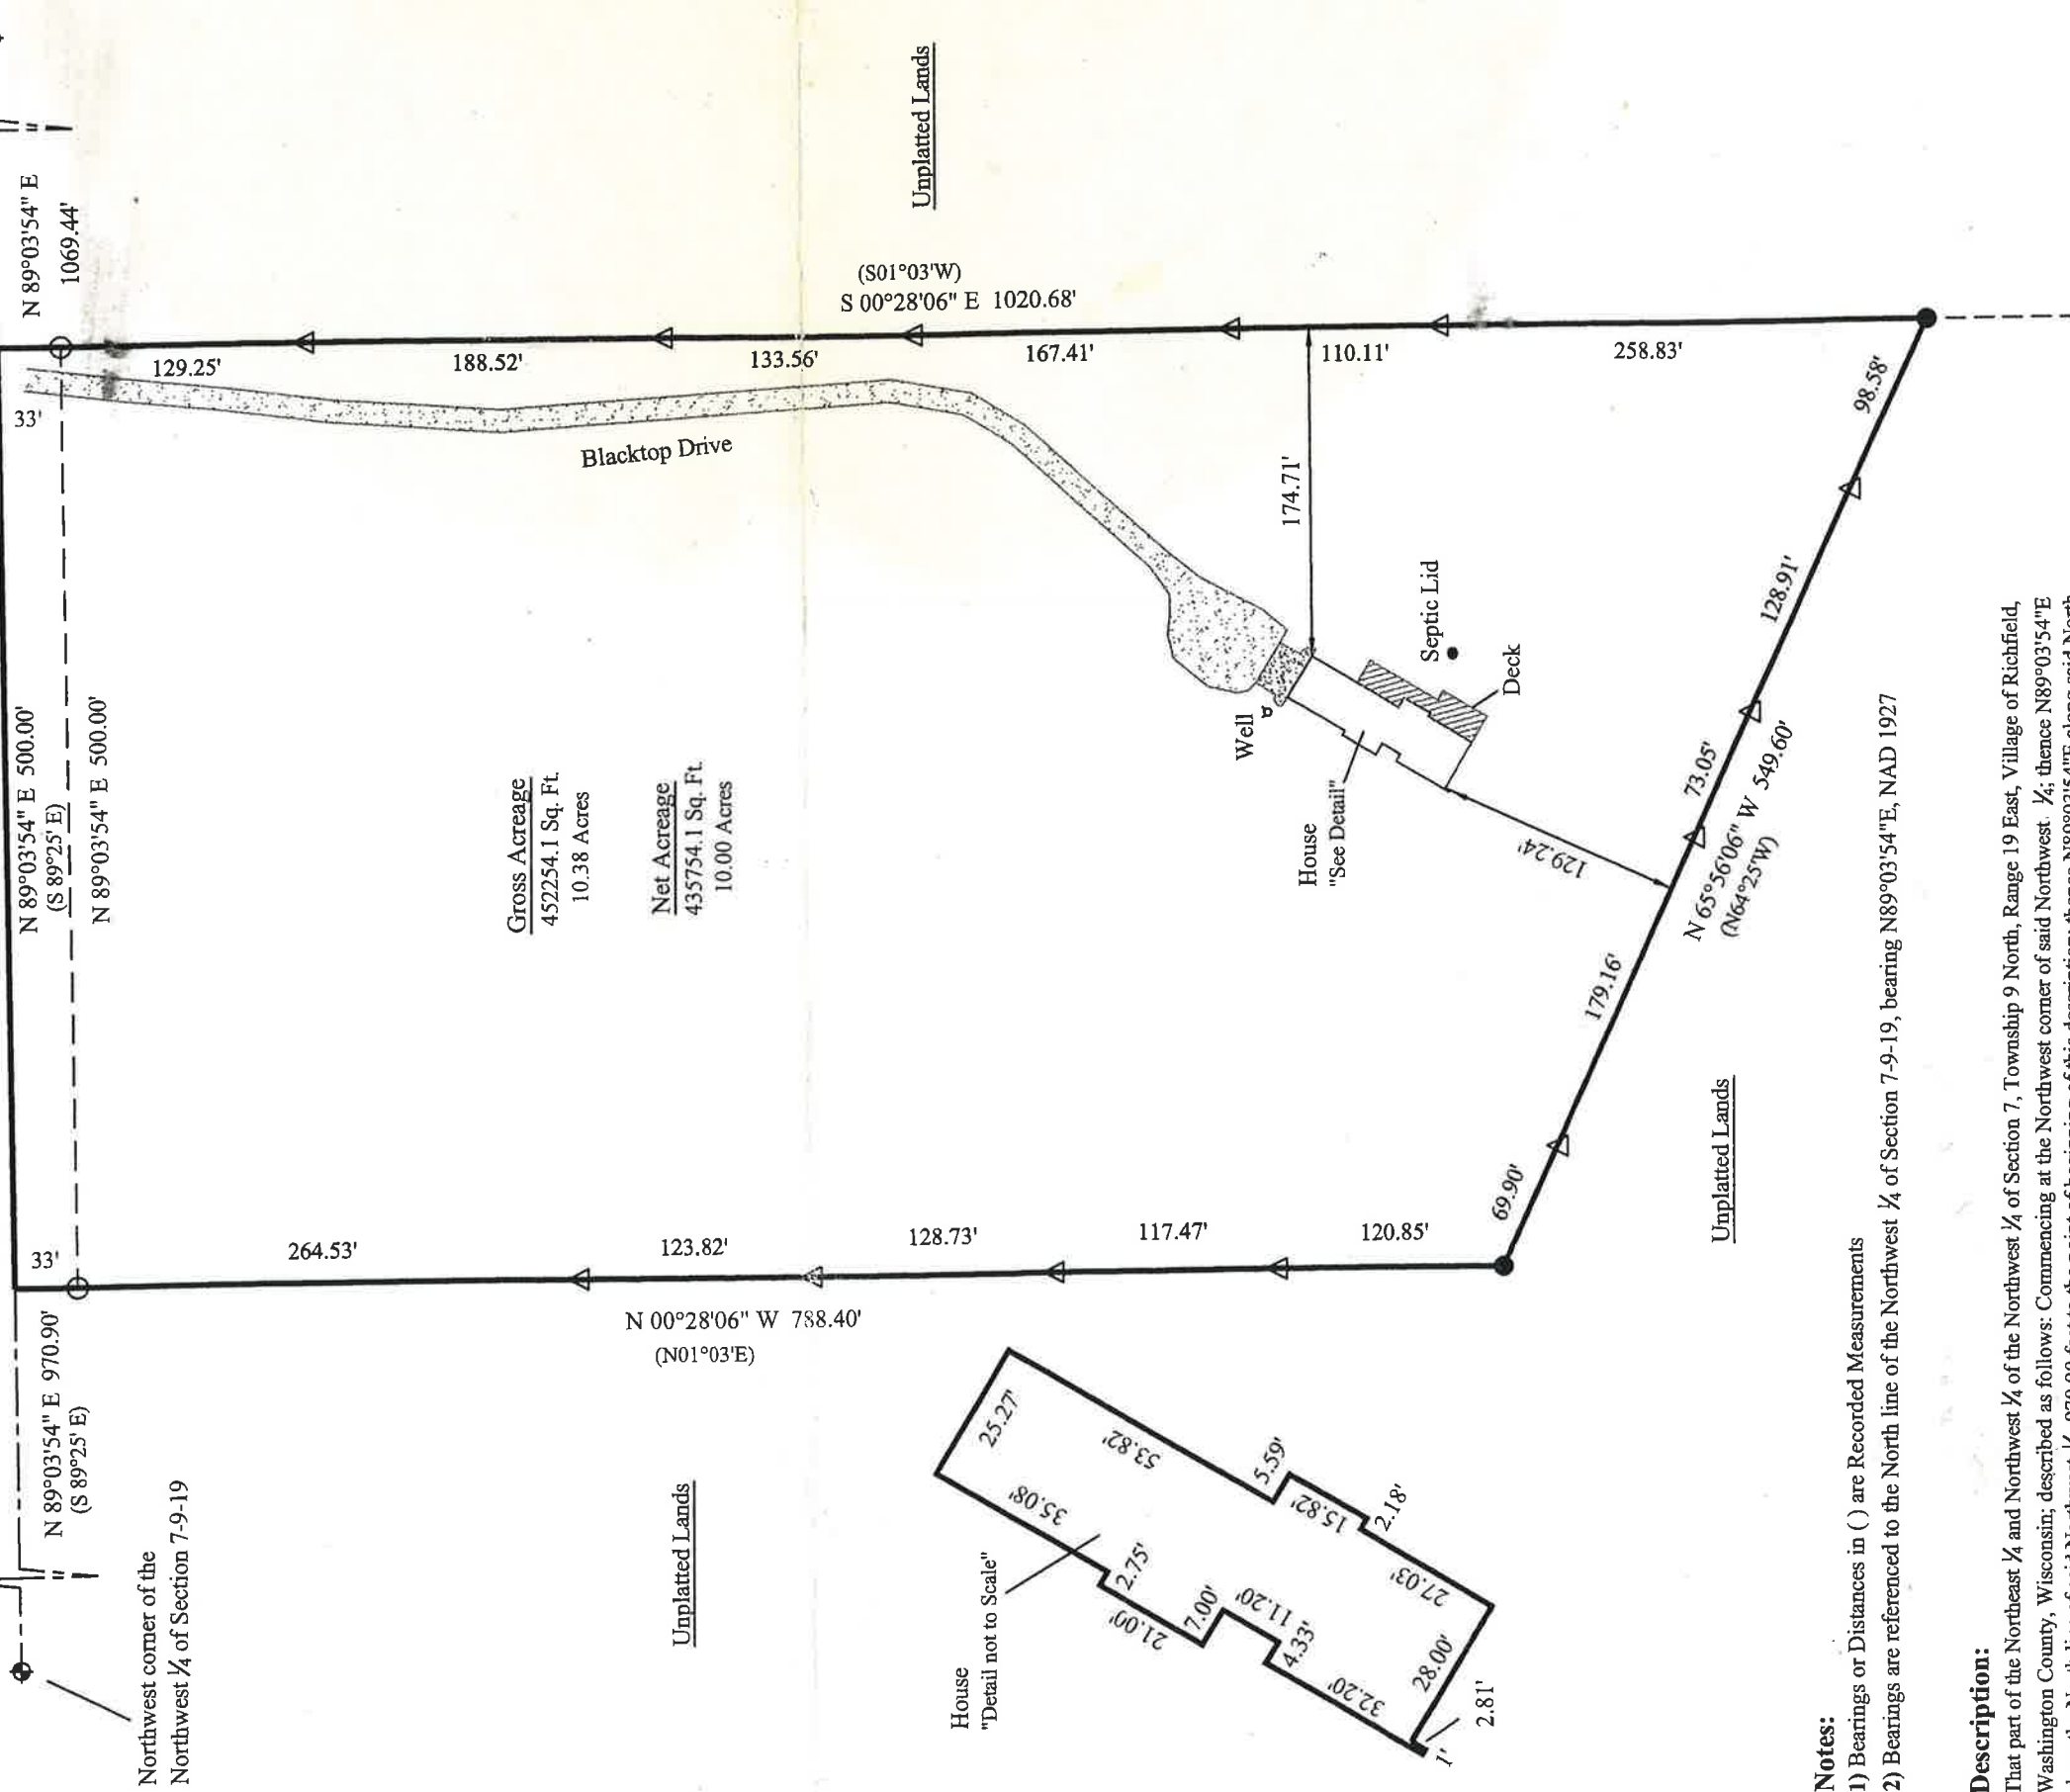 N 89°03'54" E
1069.44'
N 89°03'54" E 500.00'
(S 89°25' E)
N 89°03'54" E 500.00'
N 89°03'54" E 970.90'
(S 89°25' E)
33'
33'
Northwest corner of the
Northwest ¼ of Section 7-9-19
(S01°03'W)
S 00°28'06" E 1020.68'
129.25'
188.52'
133.56'
167.41'
110.11'
258.83'
Unplatted Lands
Blacktop Drive
174.71'
Gross Acreage
452254.1 Sq. Ft.
10.38 Acres
Net Acreage
435754.1 Sq. Ft.
10.00 Acres
Well
Septic Lid
Deck
House
"See Detail"
129.24'
98.58'
128.91'
73.05'
179.16'
69.90'
N 65°56'06" W 549.60'
(N64°25'W)
264.53'
123.82'
128.73'
117.47'
120.85'
N 00°28'06" W 788.40'
(N01°03'E)
Unplatted Lands
Unplatted Lands
House
"Detail not to Scale"
25.27'
53.82'
35.08'
5.59'
15.82'
2.18'
2.75'
21.00'
7.00'
11.20'
4.33'
27.03'
32.20'
28.00'
2.81'
1'
Notes:
1) Bearings or Distances in ( ) are Recorded Measurements
2) Bearings are referenced to the North line of the Northwest ¼ of Section 7-9-19, bearing N89°03'54"E, NAD 1927
Description:
That part of the Northeast ¼ and Northwest ¼ of the Northwest ¼ of Section 7, Township 9 North, Range 19 East, Village of Richfield,
Washington County, Wisconsin; described as follows: Commencing at the Northwest corner of said Northwest ¼; thence N89°03'54"E